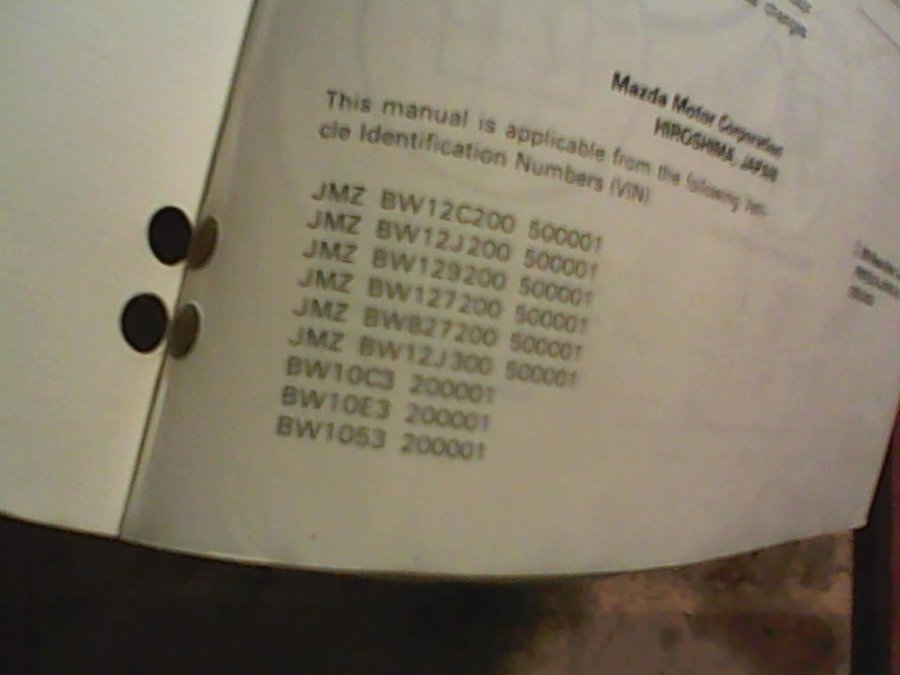 changes
Mazda Motor Corporation
HIROSHIMA, JAPAN
This manual is applicable from the following Vehi-
cle Identification Numbers (VIN)
JMZ BW12C200 500001
JMZ BW12J200 500001
JMZ BW129200 500001
JMZ BW127200 500001
JMZ BW827200 500001
JMZ BW12J300 500001
BW10C3 200001
BW10E3 200001
BW1053 200001